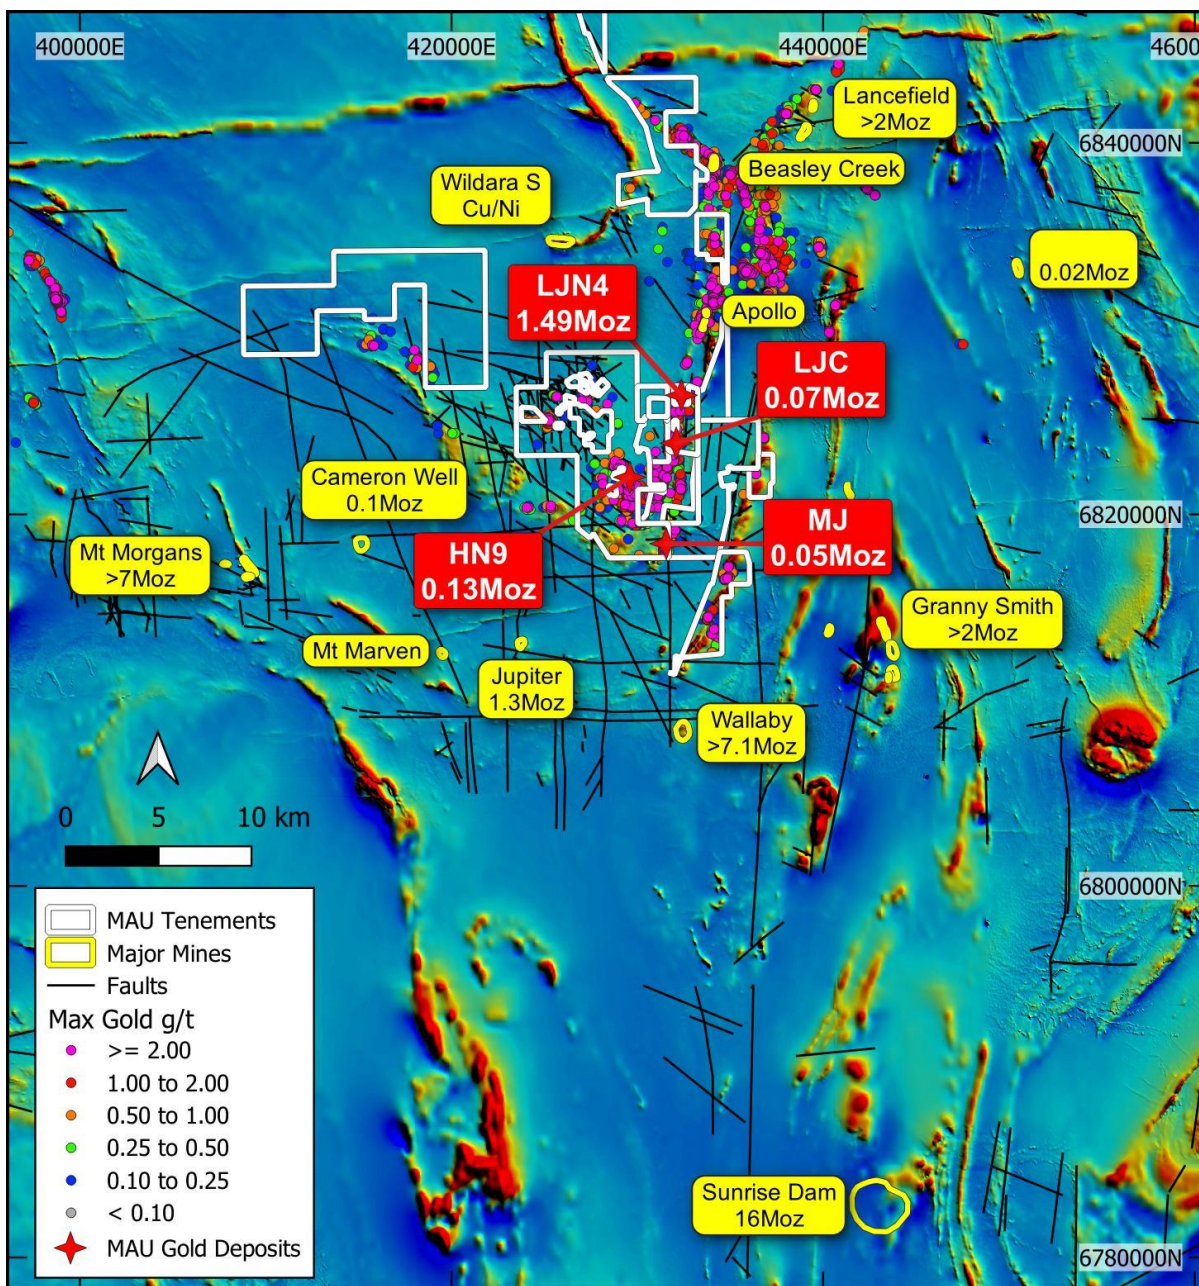 400000E
420000E
440000E
4600
Lancefield
>2Moz
6840000N
Beasley Creek
Wildara S
Cu/Ni
0.02Moz
LJN4
1.49Moz
Apollo
LJC
0.07Moz
Cameron Well
0.1Moz
6820000N
MJ
0.05Moz
Mt Morgans
>7Moz
HN9
0.13Moz
Granny Smith
>2Moz
Mt Marven
Jupiter
1.3Moz
Wallaby
>7.1Moz
0 5 10 km
6800000N
MAU Tenements
Major Mines
Faults
Max Gold g/t
>= 2.00
1.00 to 2.00
0.50 to 1.00
0.25 to 0.50
0.10 to 0.25
< 0.10
MAU Gold Deposits
Sunrise Dam
16Moz
6780000N